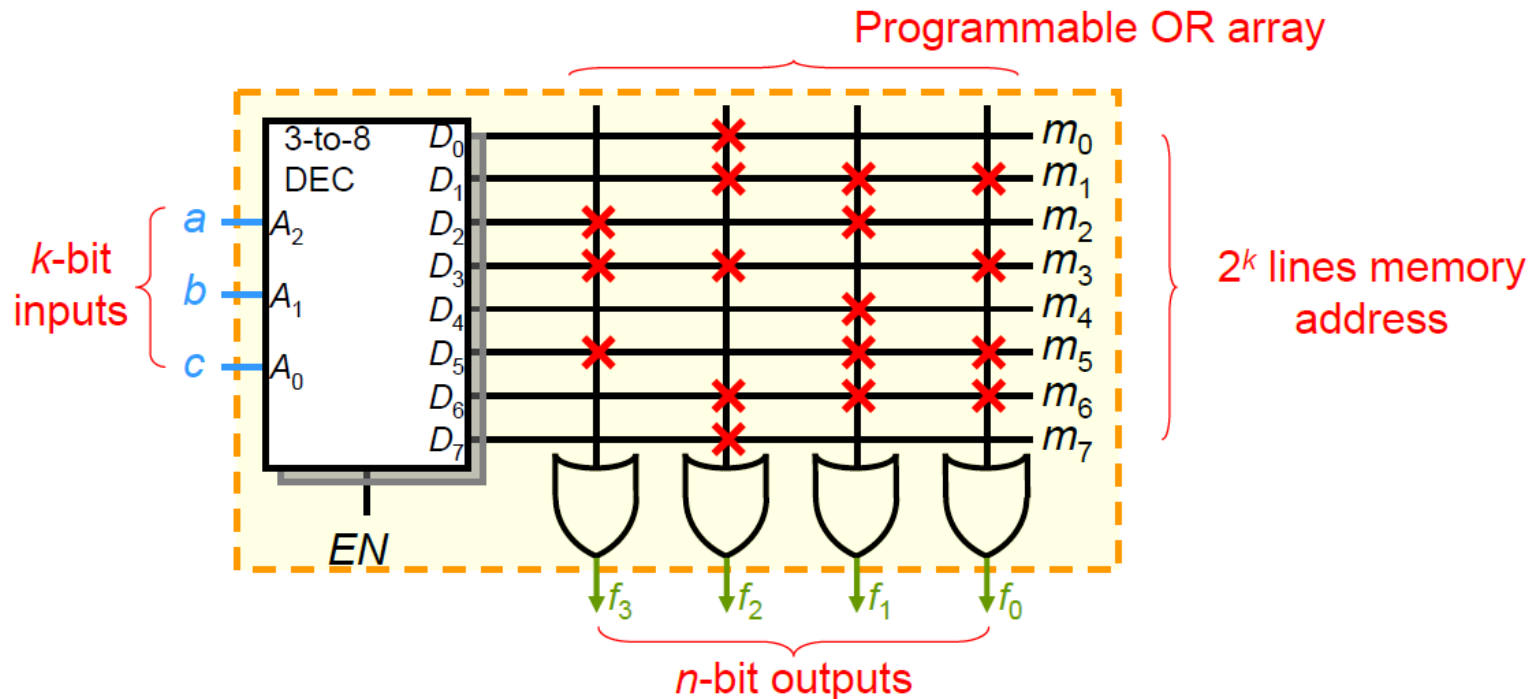 Programmable OR array
3-to-8
DEC
D₀
D₁
D₂
D₃
D₄
D₅
D₆
D₇
A₂
A₁
A₀
a
b
c
k-bit
inputs
EN
m₀
m₁
m₂
m₃
m₄
m₅
m₆
m₇
2ᵏ lines memory
address
f₃
f₂
f₁
f₀
n-bit outputs